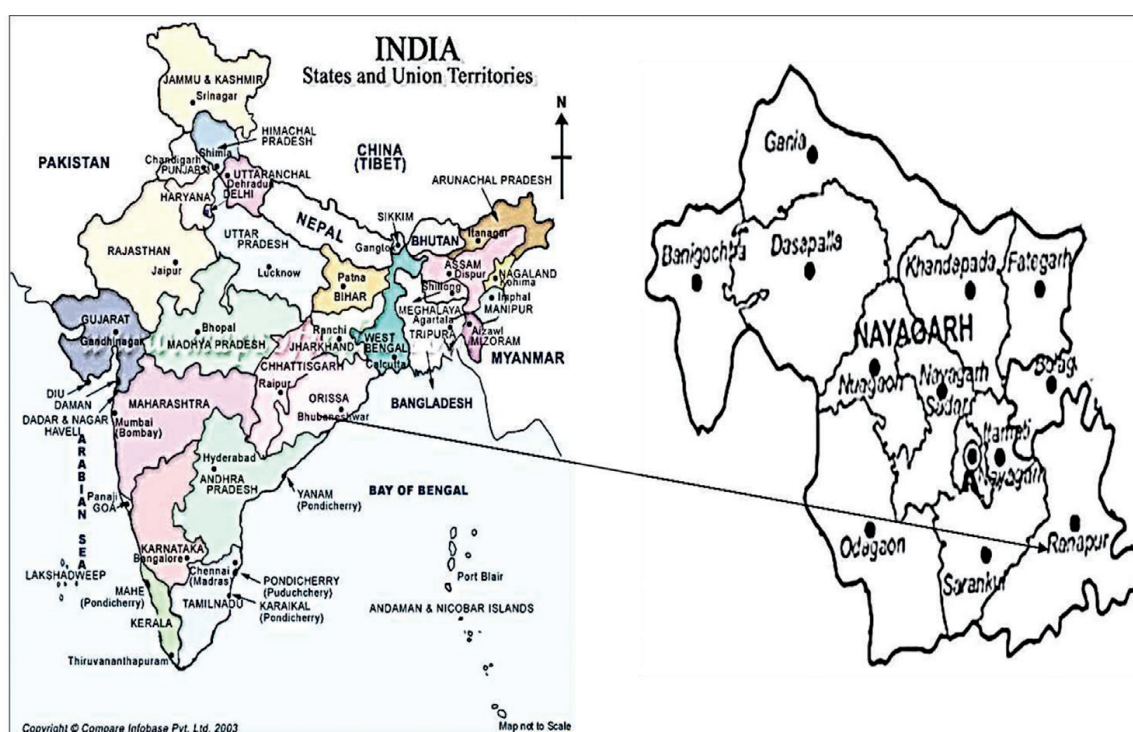 INDIA
States and Union Territories
N
JAMMU & KASHMIR
Srinagar
HIMACHAL
PRADESH
Shimla
CHINA
(TIBET)
PAKISTAN
Chandigarh
PUNJAB
UTTARANCHAL
Dehradu
HARYANA
DELHI
ARUNACHAL PRADESH
SIKKIM
NEPAL
Itanagar
UTTAR
PRADESH
Gangto
BHUTAN
RAJASTHAN
Jaipur
Lucknow
ASSAM
Dispur
Patna
BIHAR
NAGALAND
Kohima
Shillong
Imphal
MANIPUR
MEGHALAYA
Agartala
TRIPURA
GUJARAT
Gandhinagar
Bhopal
MADHYA PRADESH
Ranchi
JHARKHAND
WEST
BENGAL
Calcutta
Aizawl
MIZORAM
MYANMAR
CHHATTISGARH
Raipur
DIU
DAMAN
DADAR & NAGAR
HAVELI
MAHARASHTRA
Mumbai
(Bombay)
ORISSA
Bhubaneshwar
BANGLADESH
ARABIAN SEA
Hyderabad
ANDHRA
PRADESH
YANAM
(Pondicherry)
BAY OF BENGAL
Panaji
GOA
KARNATAKA
Bangalore
Chennai
(Madras)
LAKSHADWEEP
MAHE
(Pondicherry)
PONDICHERRY
(Puduchchery)
KARAIKAL
(Pondicherry)
TAMILNADU
KERALA
Port Blair
ANDAMAN & NICOBAR ISLANDS
Thiruvananthapuram
Copyright © Compare Infobase Pvt. Ltd. 2003
Map not to Scale
Gania
Banigochha
Dasapalla
Khandapada
Fategarh
NAYAGARH
Nuagaon
Nayagarh
Sadar
Itamati
Nayagarh
Odagaon
Sarankul
Ranapur